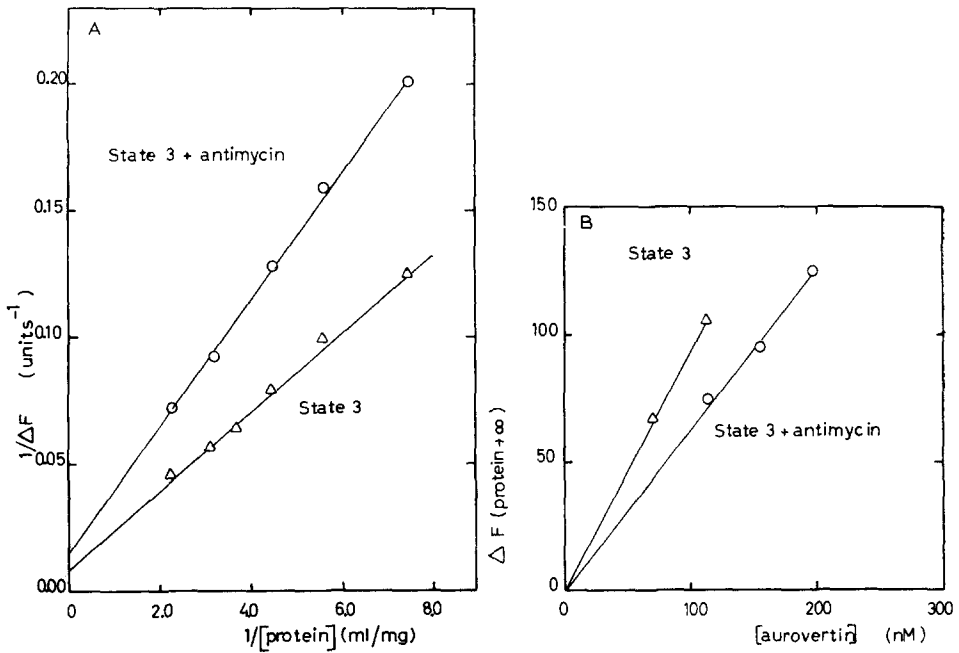 A
0.20
0.15
0.10
0.05
0.00
1/ΔF (units⁻¹)
State 3 + antimycin
State 3
0
2.0
4.0
6.0
8.0
1/[protein] (ml/mg)
B
150
100
50
0
Δ F (protein→∞)
State 3
State 3 + antimycin
0
100
200
300
[aurovertin] (nM)